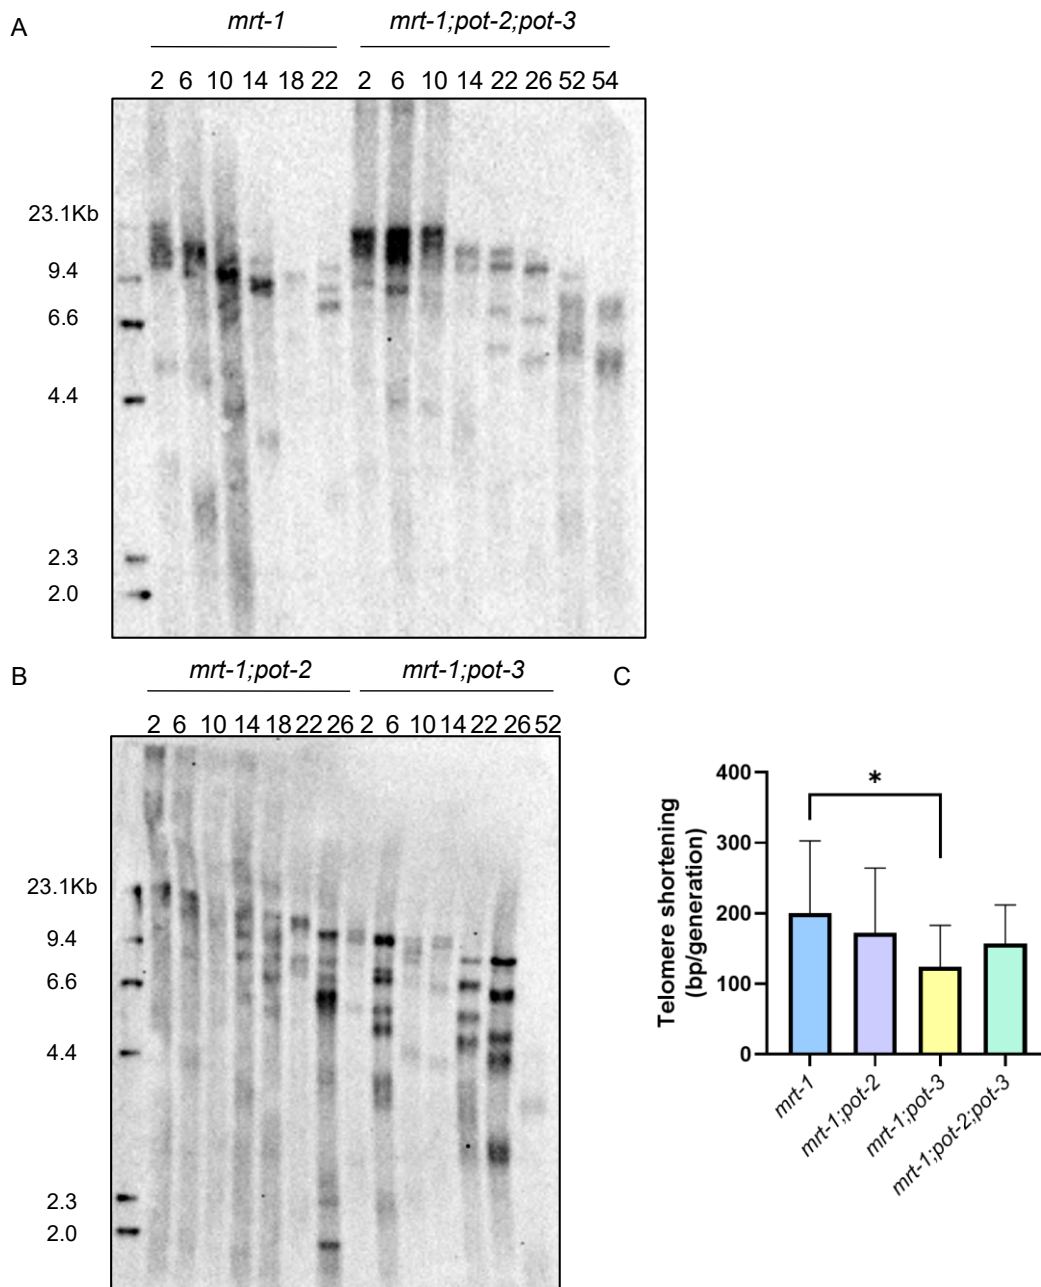 A
mrt-1 mrt-1;pot-2;pot-3
2 6 10 14 18 22 2 6 10 14 22 26 52 54
23.1Kb
9.4
6.6
4.4
2.3
2.0
B
mrt-1;pot-2 mrt-1;pot-3
2 6 10 14 18 22 26 2 6 10 14 22 26 52
23.1Kb
9.4
6.6
4.4
2.3
2.0
C
*
Telomere shortening
(bp/generation)
400
300
200
100
0
mrt-1
mrt-1;pot-2
mrt-1;pot-3
mrt-1;pot-2;pot-3